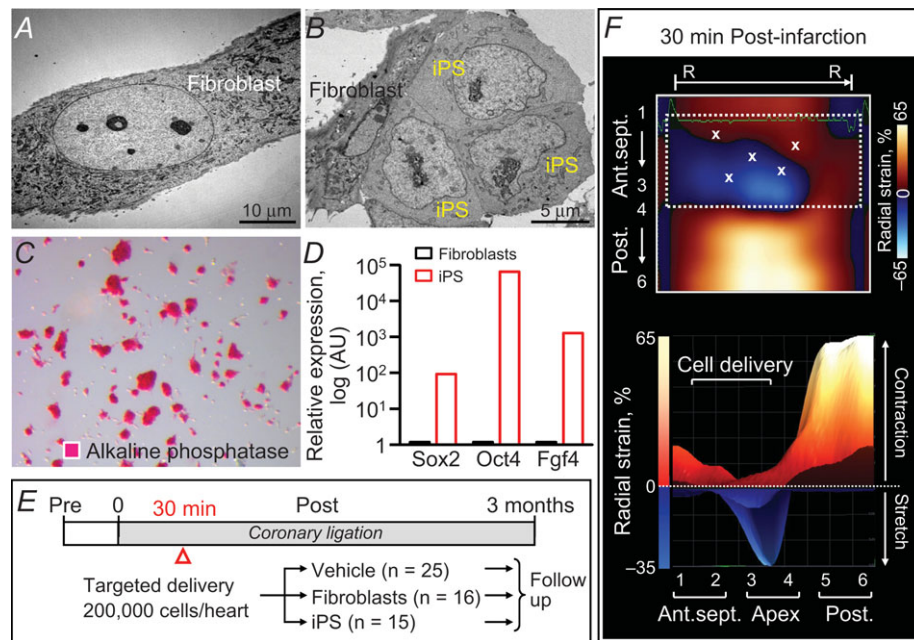 A
Fibroblast
10 μm
B
iPS
Fibroblast
iPS
iPS
5 μm
C
Alkaline phosphatase
D
Fibroblasts
iPS
Relative expression,
log (AU)
10⁵
10⁴
10³
10²
10¹
1
Sox2 Oct4 Fgf4
E
Pre 0 30 min Post 3 months
Coronary ligation
Targeted delivery
200,000 cells/heart
Vehicle (n = 25)
Fibroblasts (n = 16)
iPS (n = 15)
Follow
up
F
30 min Post-infarction
R R
1
Ant.sept.
3
4
Post.
6
x
x
x
x
x
65
0
−65
Radial strain, %
65
Cell delivery
Radial strain, %
0
−35
Contraction
Stretch
1 2 3 4 5 6
Ant.sept. Apex Post.